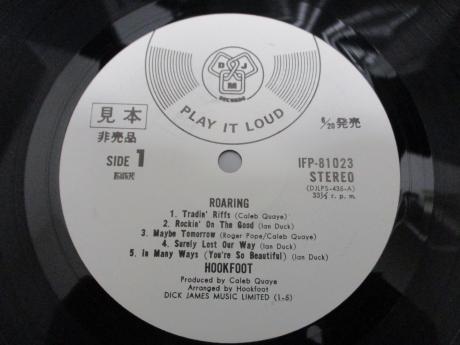 DJM
RECORDS
PLAY IT LOUD
見本
非売品
8/20発売
SIDE 1
IFP-81023
STEREO
(DJLPS-435-A)
33⅓ r. p. m.
ROARING
1. Tradin' Riffs (Caleb Quaye)
2. Rockin' On The Good (Ian Duck)
3. Maybe Tomorrow (Roger Pope/Caleb Quaye)
4. Surely Lost Our Way (Ian Duck)
5. In Many Ways (You're So Beautiful) (Ian Duck)
HOOKFOOT
Produced by Caleb Quaye
Arranged by Hookfoot
DICK JAMES MUSIC LIMITED (1~5)